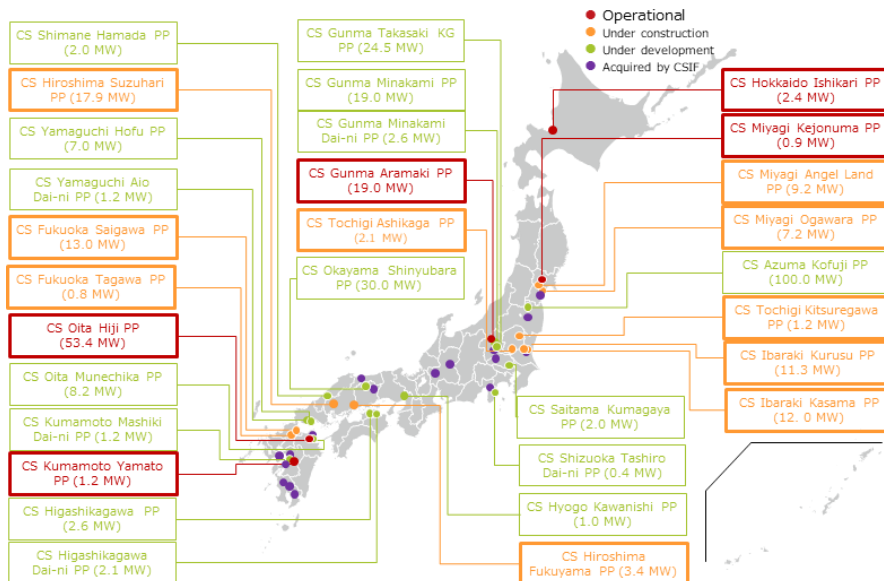 Operational
Under construction
Under development
Acquired by CSIF
CS Shimane Hamada PP
(2.0 MW)
CS Hiroshima Suzuhari
PP (17.9 MW)
CS Yamaguchi Hofu PP
(7.0 MW)
CS Yamaguchi Aio
Dai-ni PP (1.2 MW)
CS Fukuoka Saigawa PP
(13.0 MW)
CS Fukuoka Tagawa PP
(0.8 MW)
CS Oita Hiji PP
(53.4 MW)
CS Oita Munechika PP
(8.2 MW)
CS Kumamoto Mashiki
Dai-ni PP (1.2 MW)
CS Kumamoto Yamato
PP (1.2 MW)
CS Higashikagawa PP
(2.6 MW)
CS Higashikagawa
Dai-ni PP (2.1 MW)
CS Gunma Takasaki KG
PP (24.5 MW)
CS Gunma Minakami PP
(19.0 MW)
CS Gunma Minakami
Dai-ni PP (2.6 MW)
CS Gunma Aramaki PP
(19.0 MW)
CS Tochigi Ashikaga PP
(2.1 MW)
CS Okayama Shinyubara
PP (30.0 MW)
CS Hokkaido Ishikari PP
(2.4 MW)
CS Miyagi Kejonuma PP
(0.9 MW)
CS Miyagi Angel Land
PP (9.2 MW)
CS Miyagi Ogawara PP
(7.2 MW)
CS Azuma Kofuji PP
(100.0 MW)
CS Tochigi Kitsuregawa
PP (1.2 MW)
CS Ibaraki Kurusu PP
(11.3 MW)
CS Ibaraki Kasama PP
(12. 0 MW)
CS Saitama Kumagaya
PP (2.0 MW)
CS Shizuoka Tashiro
Dai-ni PP (0.4 MW)
CS Hyogo Kawanishi PP
(1.0 MW)
CS Hiroshima
Fukuyama PP (3.4 MW)